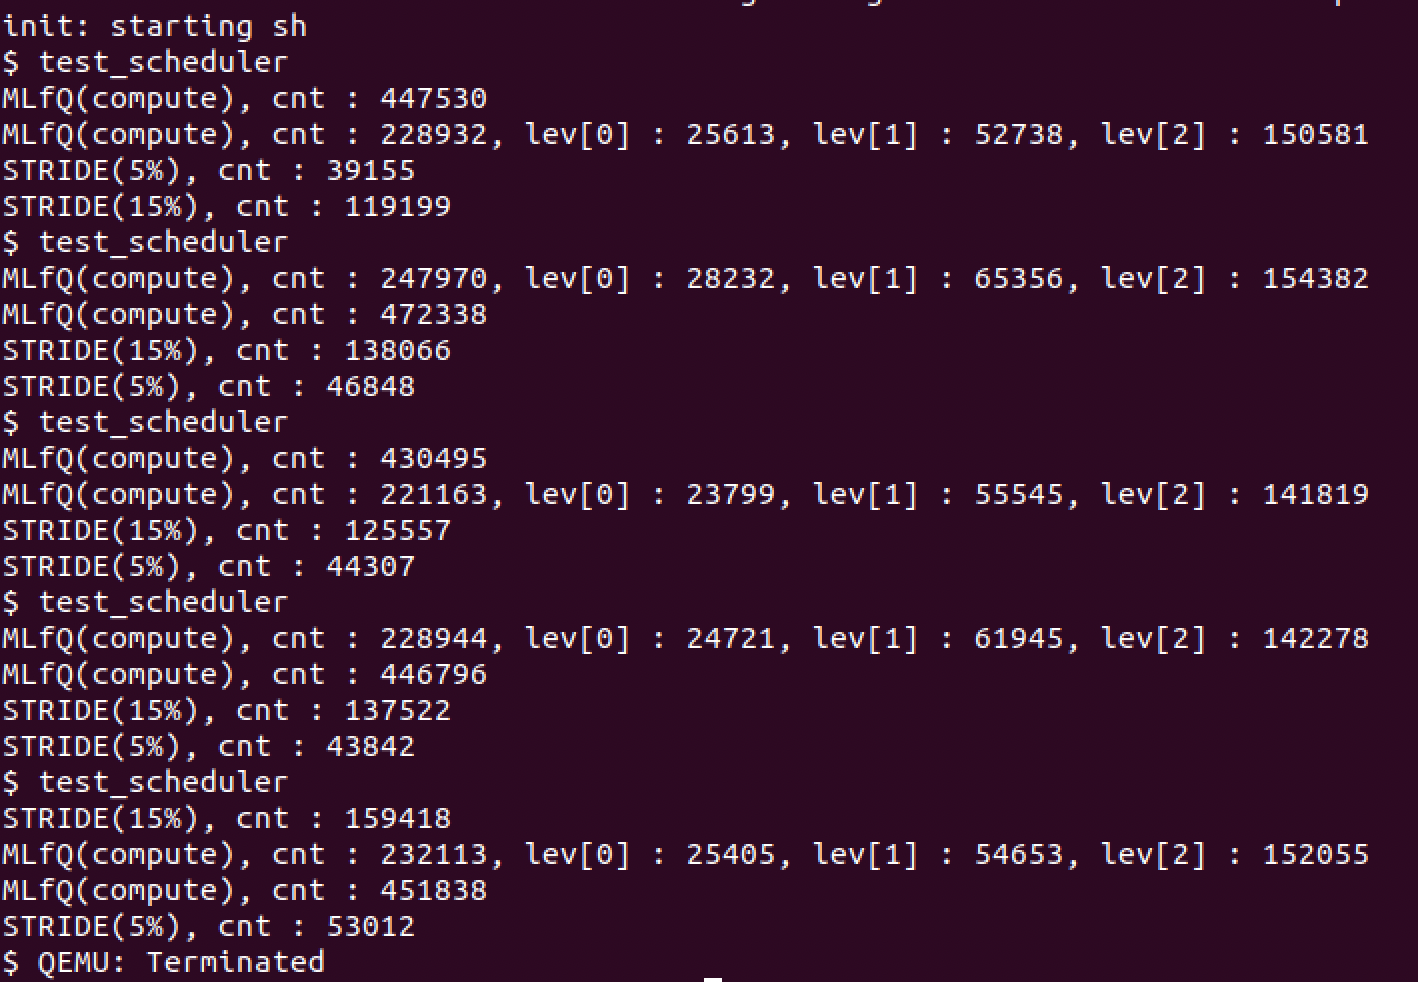 init: starting sh
$ test_scheduler
MLfQ(compute), cnt : 447530
MLfQ(compute), cnt : 228932, lev[0] : 25613, lev[1] : 52738, lev[2] : 150581
STRIDE(5%), cnt : 39155
STRIDE(15%), cnt : 119199
$ test_scheduler
MLfQ(compute), cnt : 247970, lev[0] : 28232, lev[1] : 65356, lev[2] : 154382
MLfQ(compute), cnt : 472338
STRIDE(15%), cnt : 138066
STRIDE(5%), cnt : 46848
$ test_scheduler
MLfQ(compute), cnt : 430495
MLfQ(compute), cnt : 221163, lev[0] : 23799, lev[1] : 55545, lev[2] : 141819
STRIDE(15%), cnt : 125557
STRIDE(5%), cnt : 44307
$ test_scheduler
MLfQ(compute), cnt : 228944, lev[0] : 24721, lev[1] : 61945, lev[2] : 142278
MLfQ(compute), cnt : 446796
STRIDE(15%), cnt : 137522
STRIDE(5%), cnt : 43842
$ test_scheduler
STRIDE(15%), cnt : 159418
MLfQ(compute), cnt : 232113, lev[0] : 25405, lev[1] : 54653, lev[2] : 152055
MLfQ(compute), cnt : 451838
STRIDE(5%), cnt : 53012
$ QEMU: Terminated